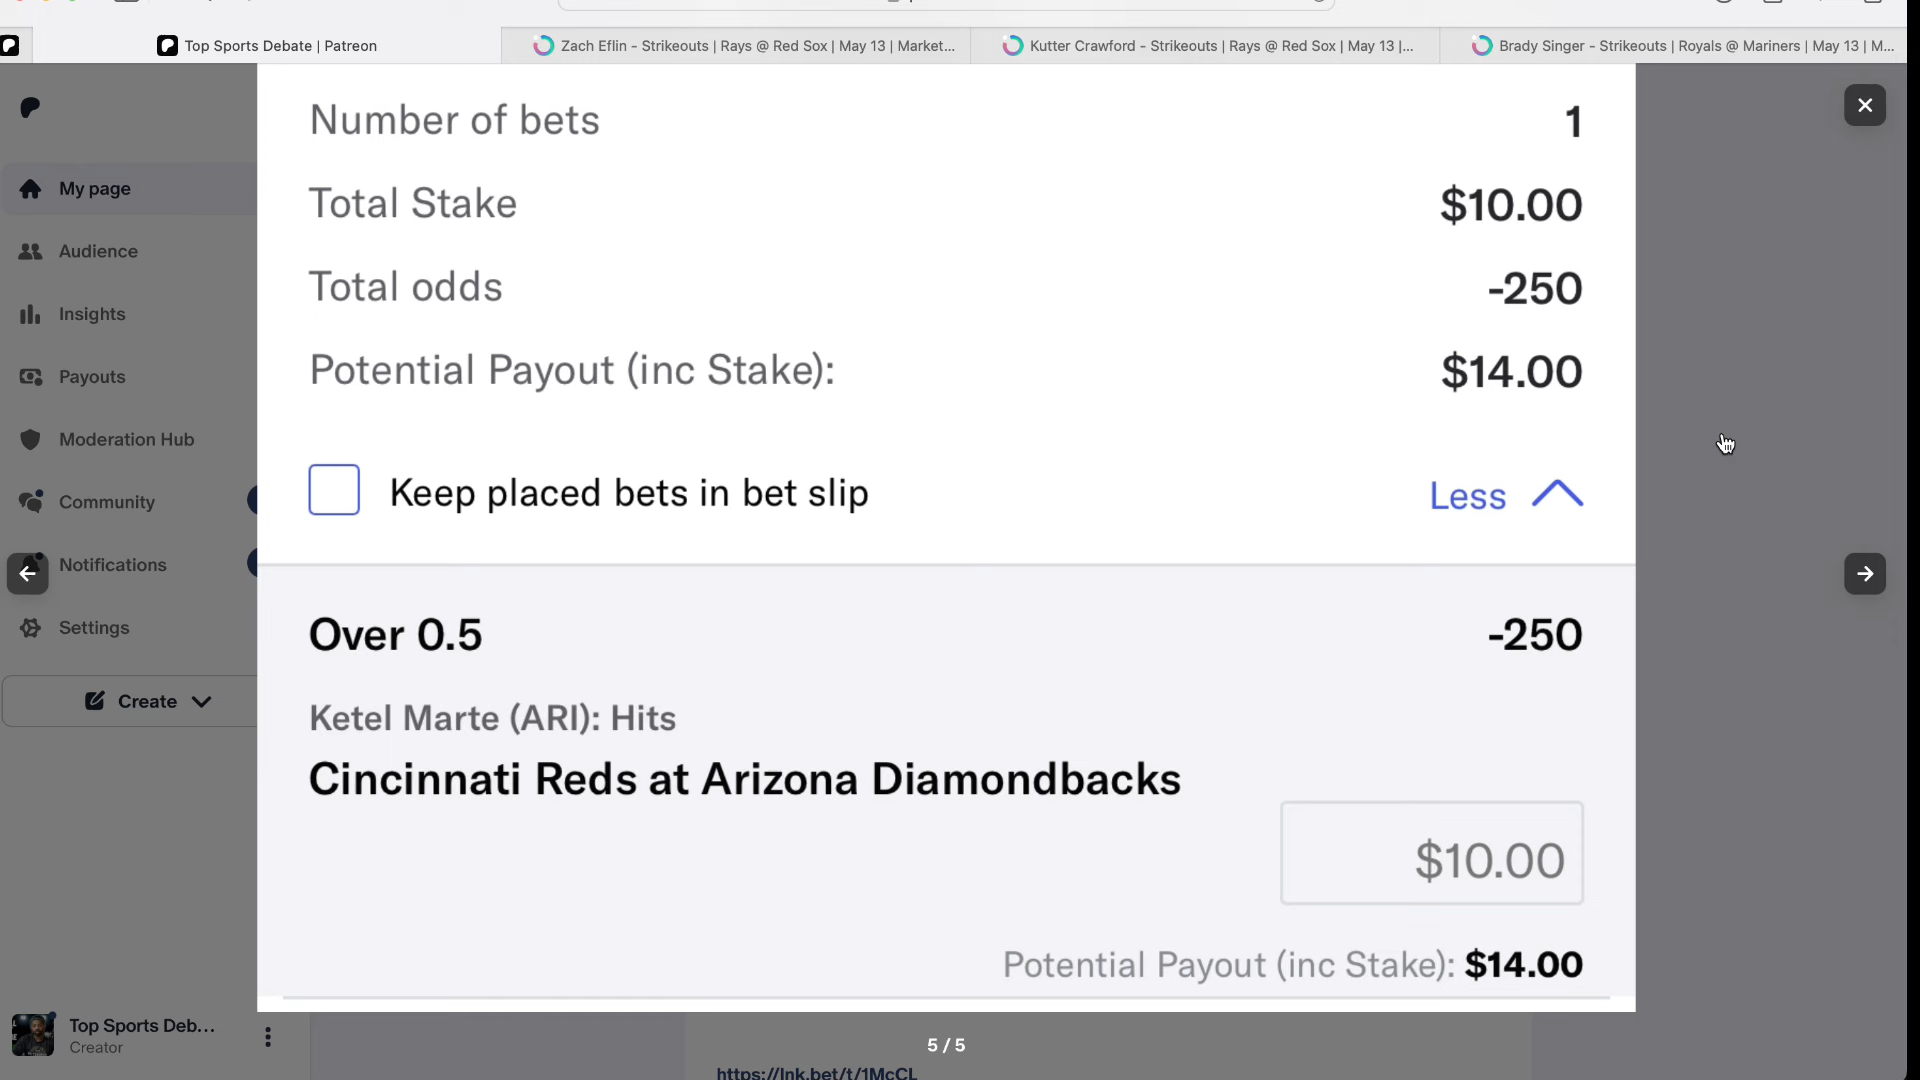 Top Sports Debate | Patreon
Zach Eflin - Strikeouts | Rays @ Red Sox | May 13 | Market...
Kutter Crawford - Strikeouts | Rays @ Red Sox | May 13 |...
Brady Singer - Strikeouts | Royals @ Mariners | May 13 | M...
My page
Audience
Insights
Payouts
Moderation Hub
Community
Notifications
Settings
Create
Top Sports Deb...
Creator
Number of bets 1
Total Stake $10.00
Total odds -250
Potential Payout (inc Stake): $14.00
Keep placed bets in bet slip Less
Over 0.5 -250
Ketel Marte (ARI): Hits
Cincinnati Reds at Arizona Diamondbacks
$10.00
Potential Payout (inc Stake): $14.00
5 / 5
https://lnk.bet/t/1McCL